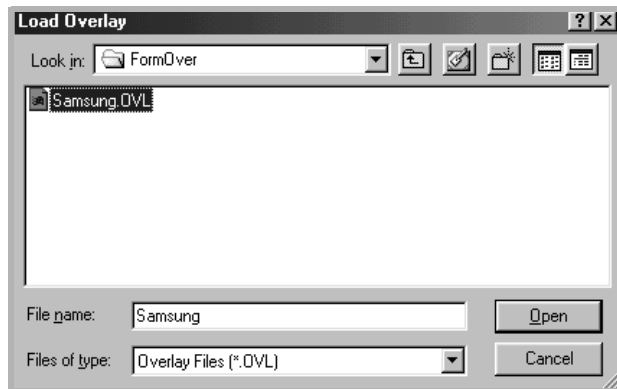 Load Overlay
Look in: FormOver
Samsung.OVL
File name: Samsung Open
Files of type: Overlay Files (*.OVL) Cancel